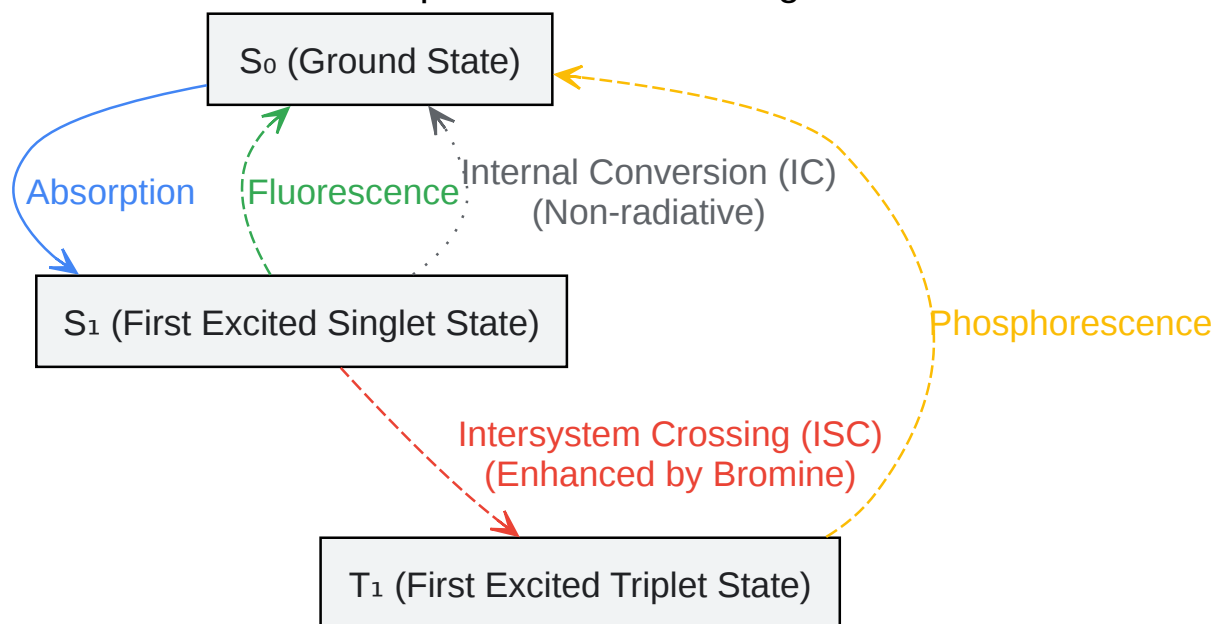 S₀ (Ground State)
Absorption
Fluorescence
Internal Conversion (IC)
(Non-radiative)
S₁ (First Excited Singlet State)
Phosphorescence
Intersystem Crossing (ISC)
(Enhanced by Bromine)
T₁ (First Excited Triplet State)